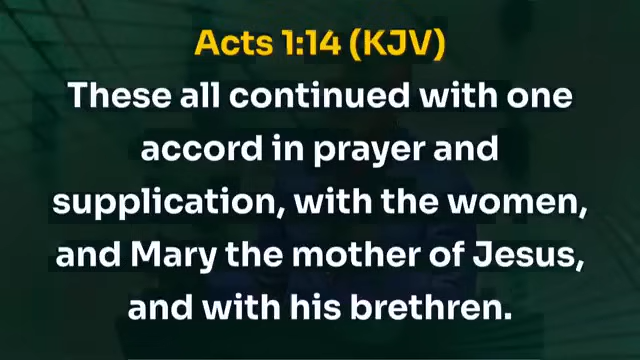 Acts 1:14 (KJV)
These all continued with one
accord in prayer and
supplication, with the women,
and Mary the mother of Jesus,
and with his brethren.